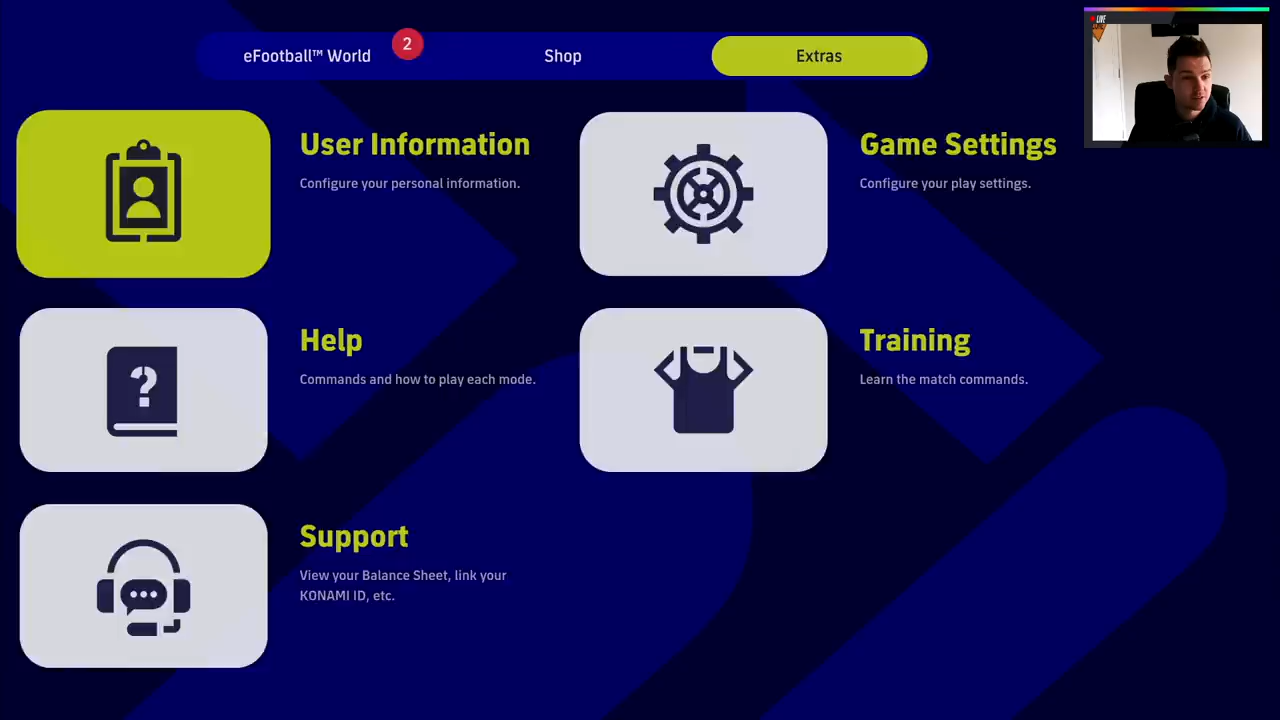 eFootball™ World
2
Shop
Extras
LIVE
User Information
Configure your personal information.
Game Settings
Configure your play settings.
Help
Commands and how to play each mode.
Training
Learn the match commands.
Support
View your Balance Sheet, link your
KONAMI ID, etc.